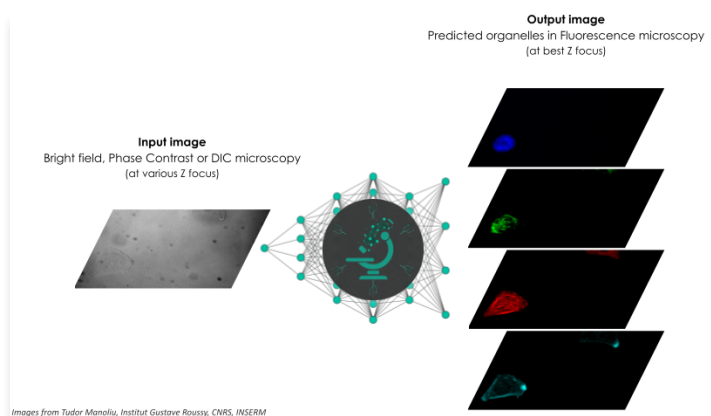 Output image
Predicted organelles in Fluorescence microscopy
(at best Z focus)
Input image
Bright field, Phase Contrast or DIC microscopy
(at various Z focus)
Images from Tudor Manoliu, Institut Gustave Roussy, CNRS, INSERM